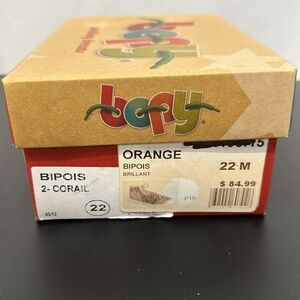 bopy
bopy
BIPOIS
2- CORAIL
22
ORANGE
BIPOIS
BRILLANT
22 M
$ 84.99